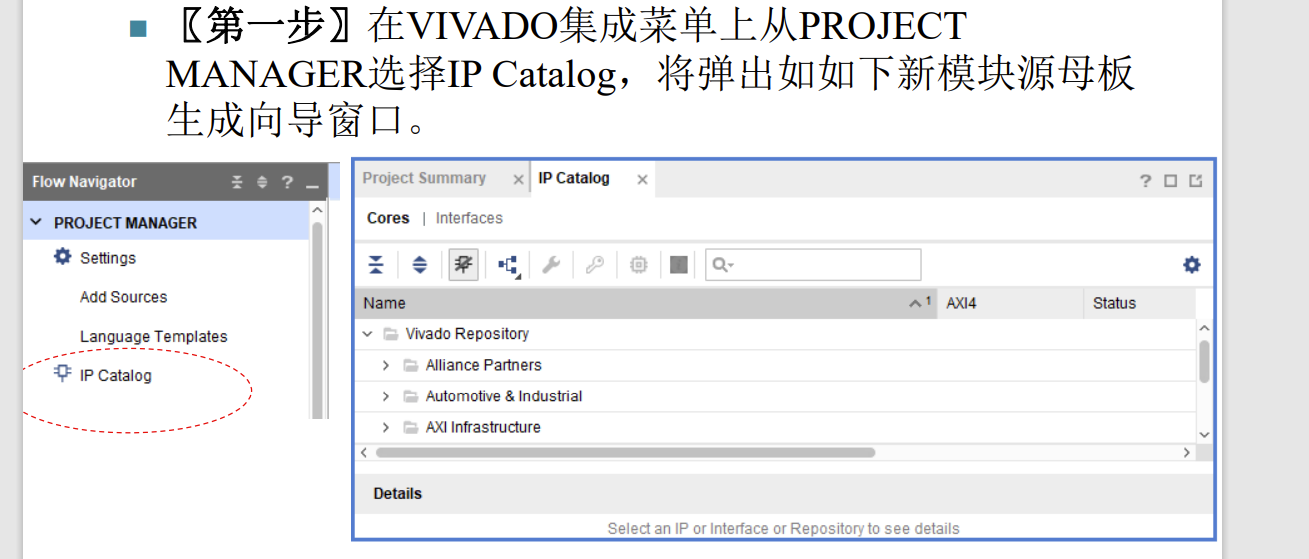 【第一步】在VIVADO集成菜单上从PROJECT
MANAGER选择IP Catalog，将弹出如如下新模块源母板
生成向导窗口。
Flow Navigator
?
PROJECT MANAGER
Settings
Add Sources
Language Templates
IP Catalog
Project Summary × IP Catalog × ?
Cores | Interfaces
Name 1 AXI4 Status
Vivado Repository
Alliance Partners
Automotive & Industrial
AXI Infrastructure
Details
Select an IP or Interface or Repository to see details